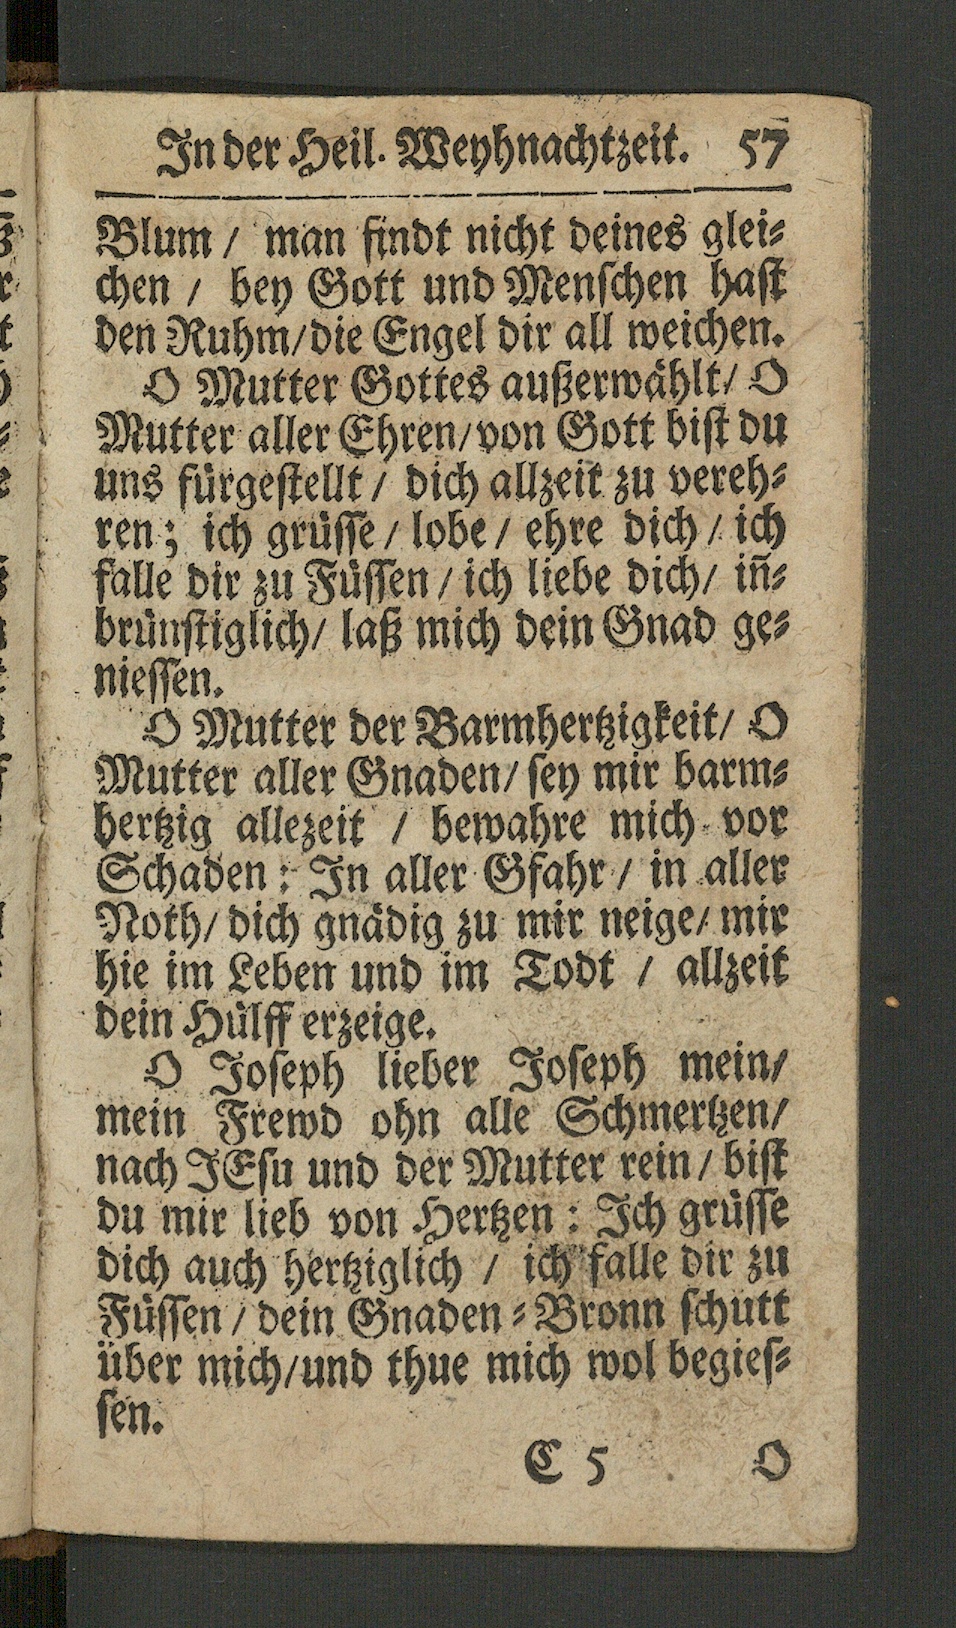 In der Heil. Weyhnachtzeit. 57
Blum / man findt nicht deines glei⸗
chen / bey Gott und Menschen hast
den Ruhm/die Engel dir all weichen.
O Mutter Gottes außerwählt/ O
Mutter aller Ehren/von Gott bist du
uns fürgestellt / dich allzeit zu vereh⸗
ren; ich grüsse / lobe / ehre dich / ich
falle dir zu Füssen / ich liebe dich/ iñ⸗
brünstiglich/ laß mich dein Gnad ge⸗
niessen.
O Mutter der Barmhertzigkeit/ O
Mutter aller Gnaden/ sey mir barm⸗
hertzig allezeit / bewahre mich vor
Schaden: In aller Gfahr / in aller
Noth/ dich gnädig zu mir neige/ mir
hie im Leben und im Todt / allzeit
dein Hülff erzeige.
O Joseph lieber Joseph mein/
mein Frewd ohn alle Schmertzen/
nach JEsu und der Mutter rein / bist
du mir lieb von Hertzen : Ich grüsse
dich auch hertziglich / ich falle dir zu
Füssen / dein Gnaden⸗Bronn schutt
über mich/und thue mich wol begies⸗
sen.
C 5 O